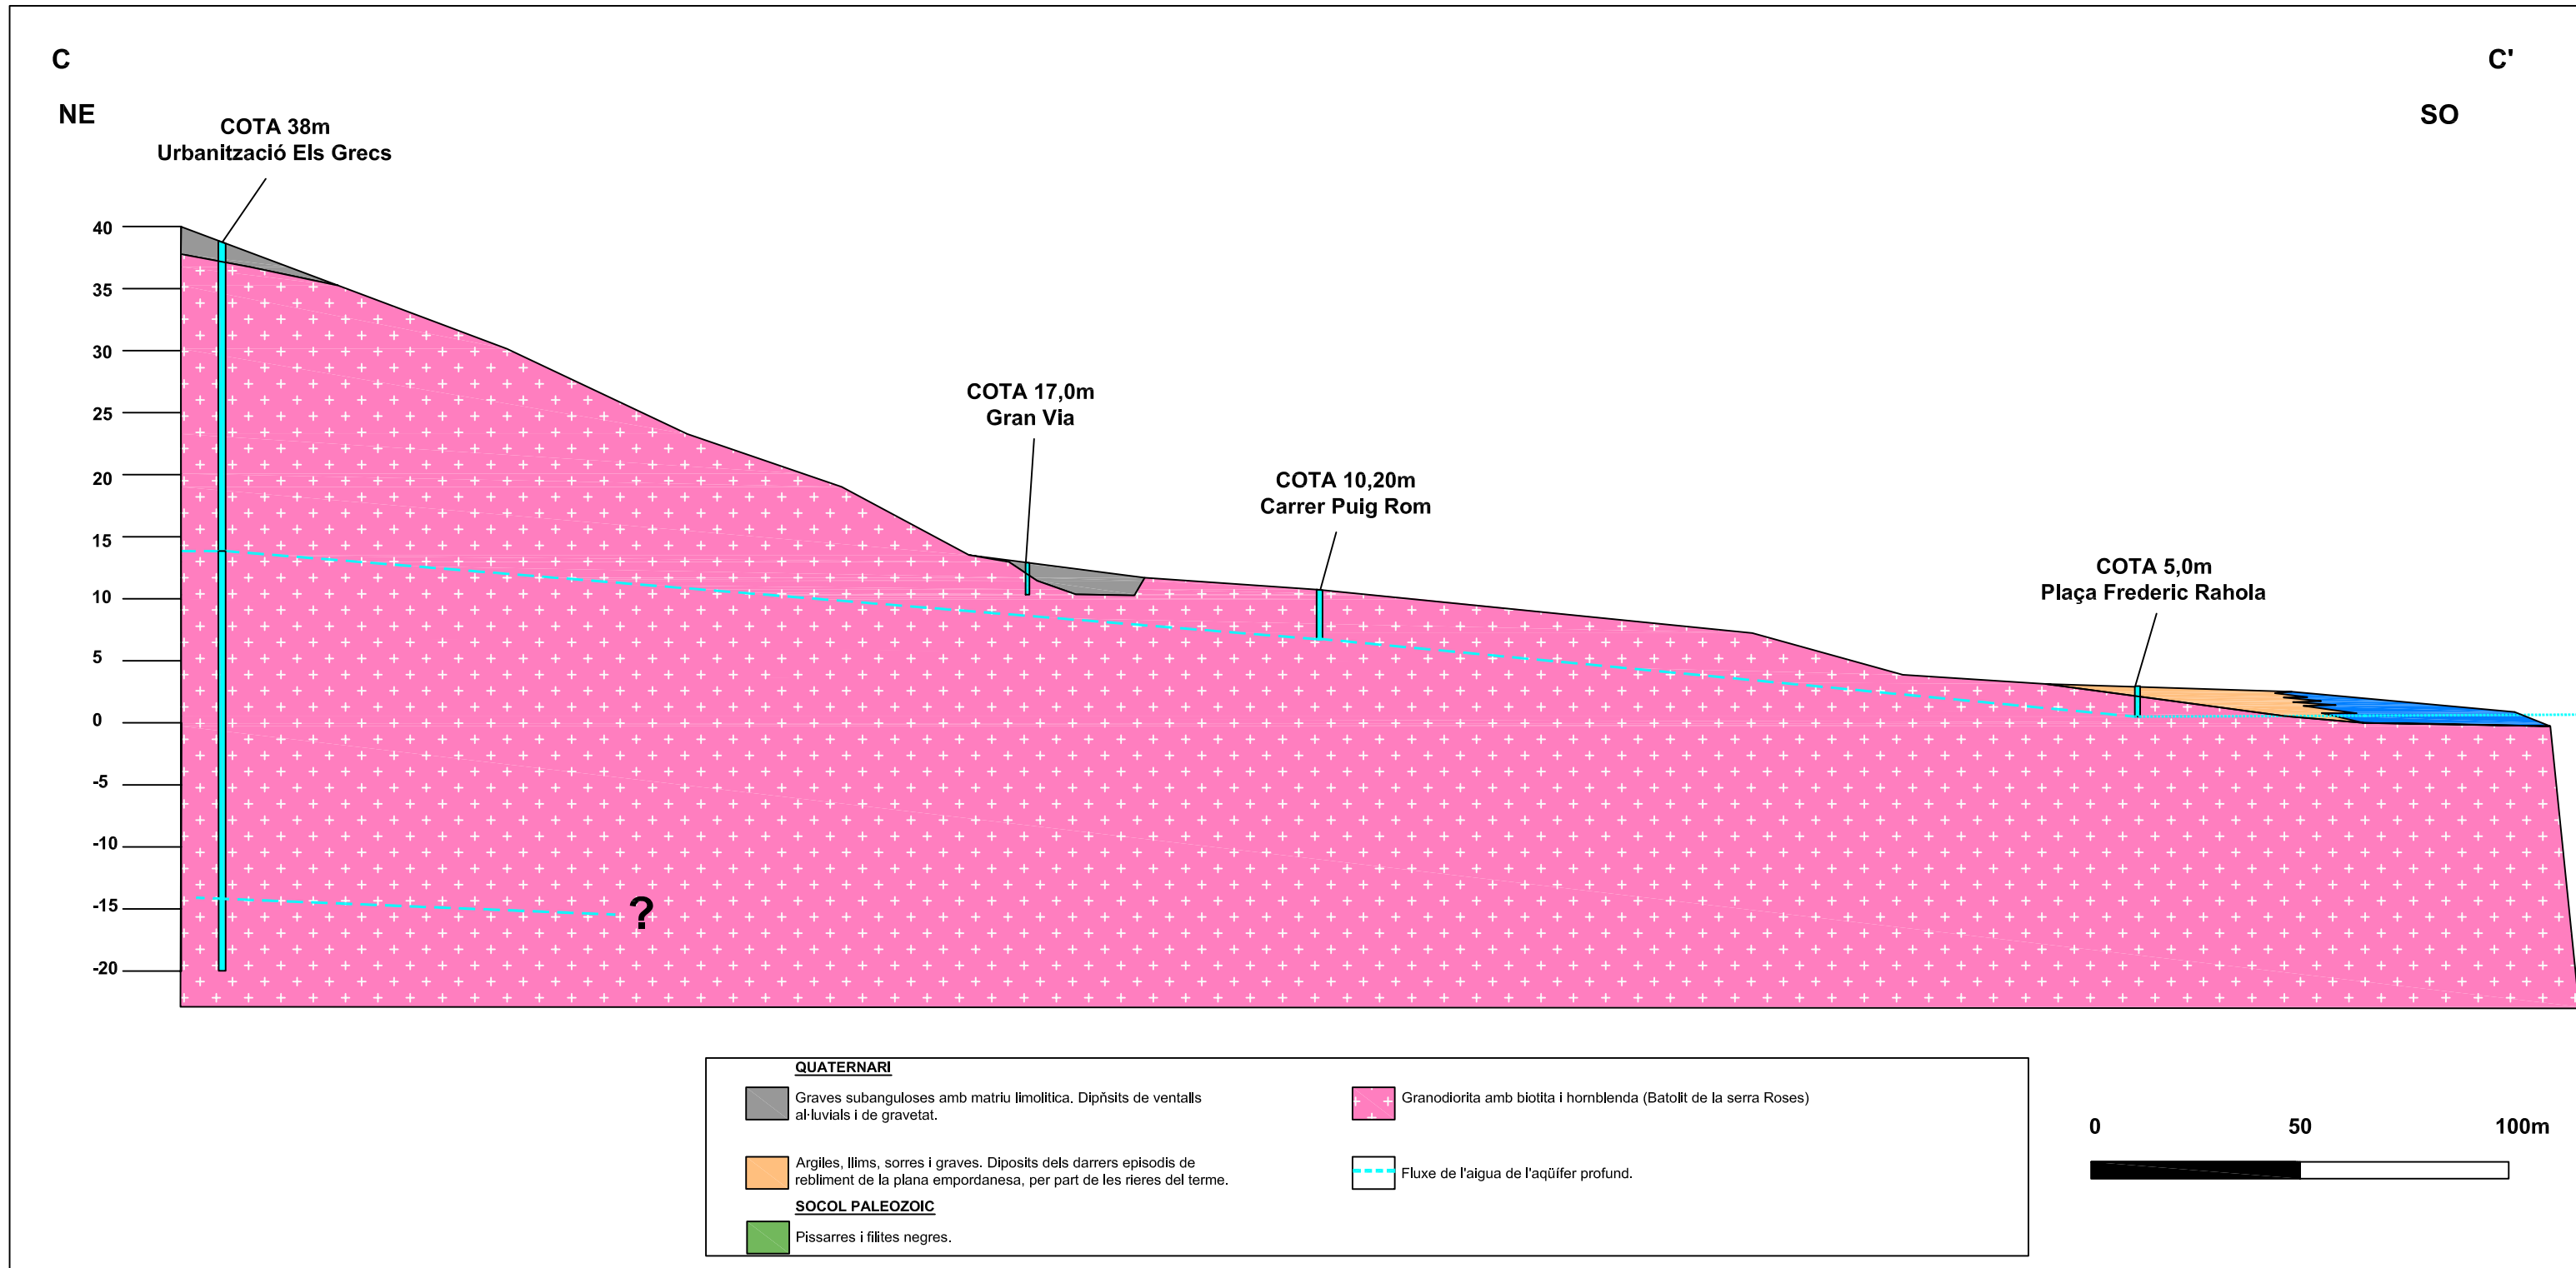 C
C'
NE
SO
COTA 38m
Urbanització Els Grecs
COTA 17,0m
Gran Via
COTA 10,20m
Carrer Puig Rom
COTA 5,0m
Plaça Frederic Rahola
40
35
30
25
20
15
10
5
0
-5
-10
-15
-20
?
QUATERNARI
Graves subanguloses amb matriu limolitica. Dipňsits de ventalls
al·luvials i de gravetat.
Argiles, llims, sorres i graves. Diposits dels darrers episodis de
rebliment de la plana empordanesa, per part de les rieres del terme.
SOCOL PALEOZOIC
Pissarres i filites negres.
Granodiorita amb biotita i hornblenda (Batolit de la serra Roses)
Fluxe de l'aigua de l'aqüífer profund.
0 50 100m